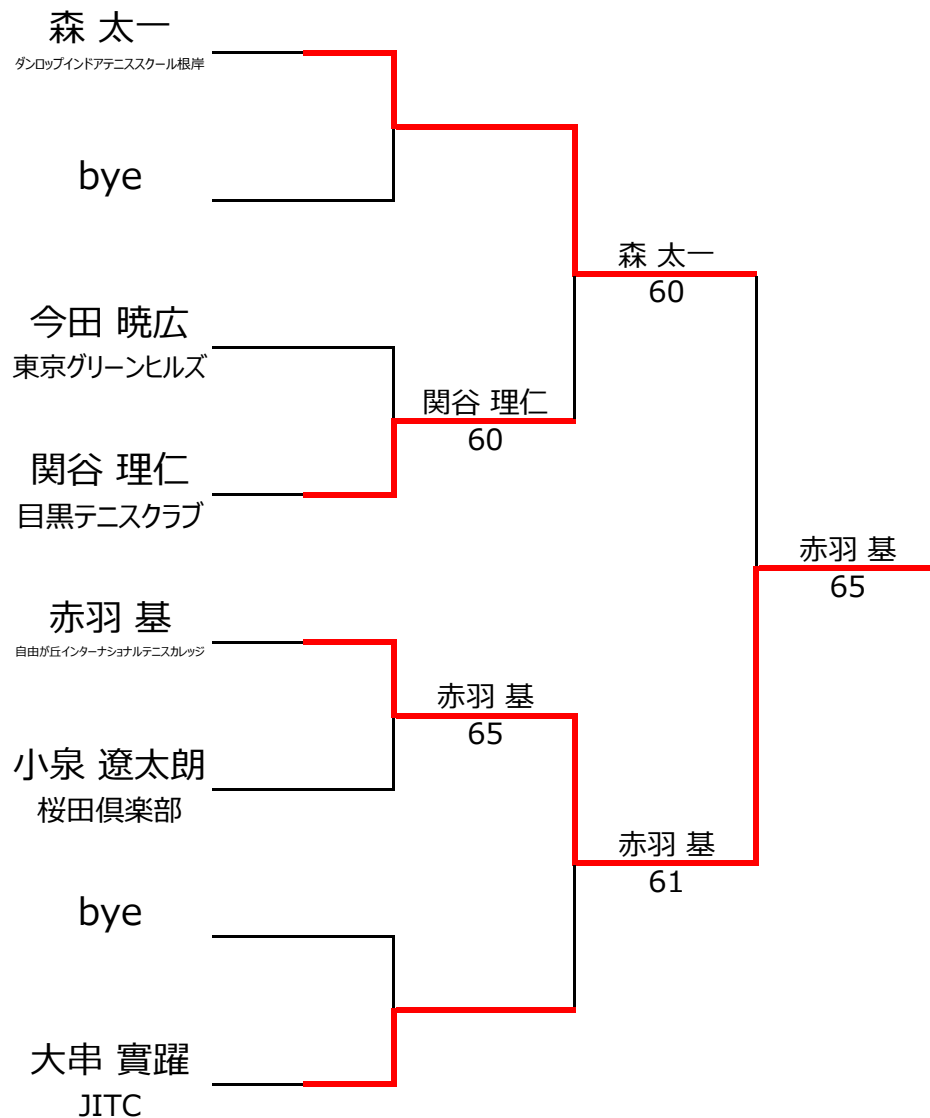 森 太一
ダンロップインドアテニススクール根岸
bye
森 太一
60
今田 暁広
東京グリーンヒルズ
関谷 理仁
60
関谷 理仁
目黒テニスクラブ
赤羽 基
65
赤羽 基
自由が丘インターナショナルテニスカレッジ
赤羽 基
65
小泉 遼太朗
桜田倶楽部
赤羽 基
61
bye
大串 實躍
JITC